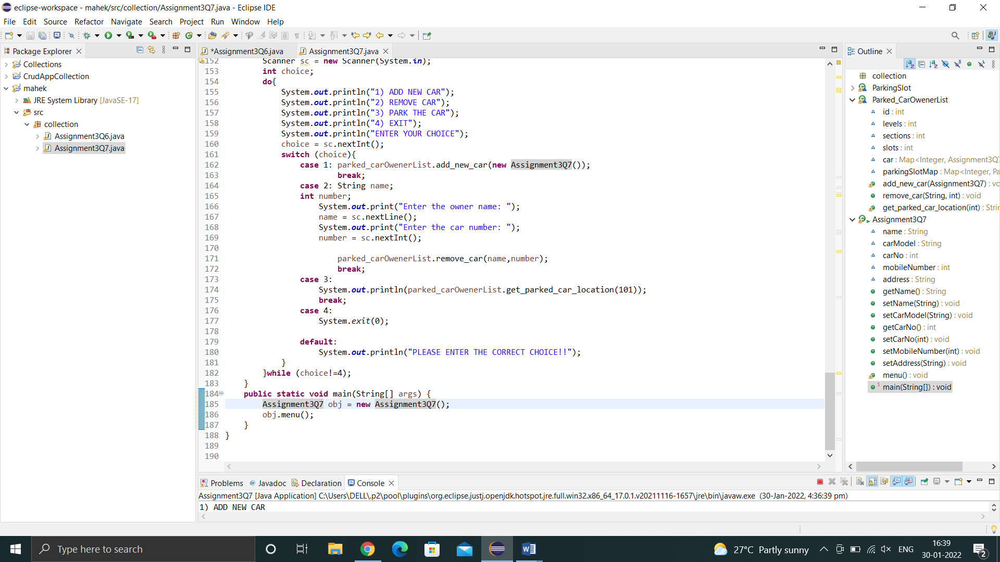 eclipse-workspace - mahek/src/collection/Assignment3Q7.java - Eclipse IDE
File Edit Source Refactor Navigate Search Project Run Window Help
Package Explorer
Collections
CrudAppCollection
mahek
JRE System Library [JavaSE-17]
src
collection
Assignment3Q6.java
Assignment3Q7.java
*Assignment3Q6.java Assignment3Q7.java
152 Scanner sc = new Scanner(System.in);
153 int choice;
154 do{
155 System.out.println("1) ADD NEW CAR");
156 System.out.println("2) REMOVE CAR");
157 System.out.println("3) PARK THE CAR");
158 System.out.println("4) EXIT");
159 System.out.println("ENTER YOUR CHOICE");
160 choice = sc.nextInt();
161 switch (choice){
162 case 1: parked_carOwenerList.add_new_car(new Assignment3Q7());
163 break;
164 case 2: String name;
165 int number;
166 System.out.print("Enter the owner name: ");
167 name = sc.nextLine();
168 System.out.print("Enter the car number: ");
169 number = sc.nextInt();
170
171 parked_carOwenerList.remove_car(name,number);
172 break;
173 case 3:
174 System.out.println(parked_carOwenerList.get_parked_car_location(101));
175 break;
176 case 4:
177 System.exit(0);
178
179 default:
180 System.out.println("PLEASE ENTER THE CORRECT CHOICE!!");
181 }
182 }while (choice!=4);
183 }
184 public static void main(String[] args) {
185 Assignment3Q7 obj = new Assignment3Q7();
186 obj.menu();
187 }
188 }
189
190
Outline
collection
ParkingSlot
Parked_CarOwenerList
id : int
levels : int
sections : int
slots : int
car : Map<Integer, Assignment3Q7
parkingSlotMap : Map<Integer, Pa
add_new_car(Assignment3Q7) : vo
remove_car(String, int) : void
get_parked_car_location(int) : Strin
Assignment3Q7
name : String
carModel : String
carNo : int
mobileNumber : int
address : String
getName() : String
setName(String) : void
setCarModel(String) : void
getCarNo() : int
setCarNo(int) : void
setMobileNumber(int) : void
setAddress(String) : void
menu() : void
main(String[]) : void
Problems Javadoc Declaration Console
Assignment3Q7 [Java Application] C:\Users\DELL\.p2\pool\plugins\org.eclipse.justj.openjdk.hotspot.jre.full.win32.x86_64_17.0.1.v20211116-1657\jre\bin\javaw.exe (30-Jan-2022, 4:36:39 pm)
1) ADD NEW CAR
Type here to search
27°C Partly sunny
ENG
16:39
30-01-2022
2